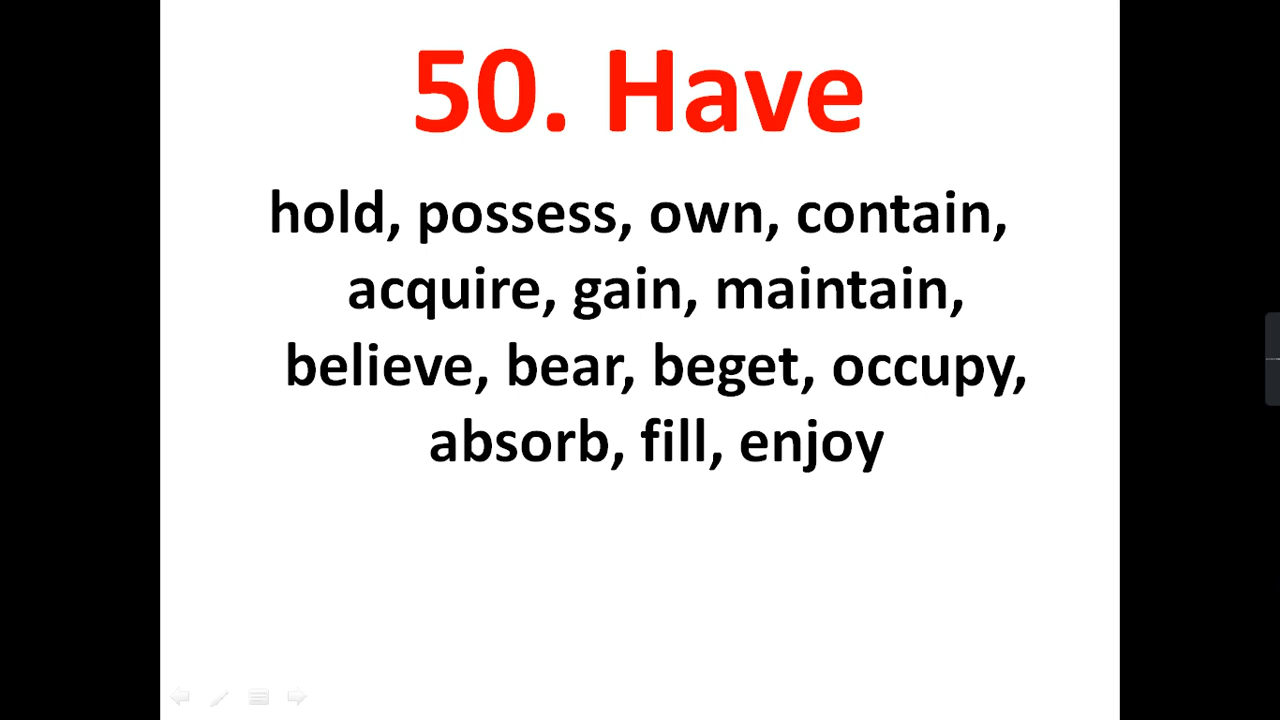 50. Have
hold, possess, own, contain,
acquire, gain, maintain,
believe, bear, beget, occupy,
absorb, fill, enjoy